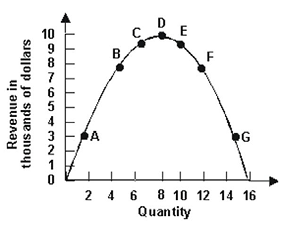 Revenue in
thousands of dollars
10
9
8
7
6
5
4
3
2
1
0
A
B
C
D
E
F
G
2 4 6 8 10 12 14 16
Quantity